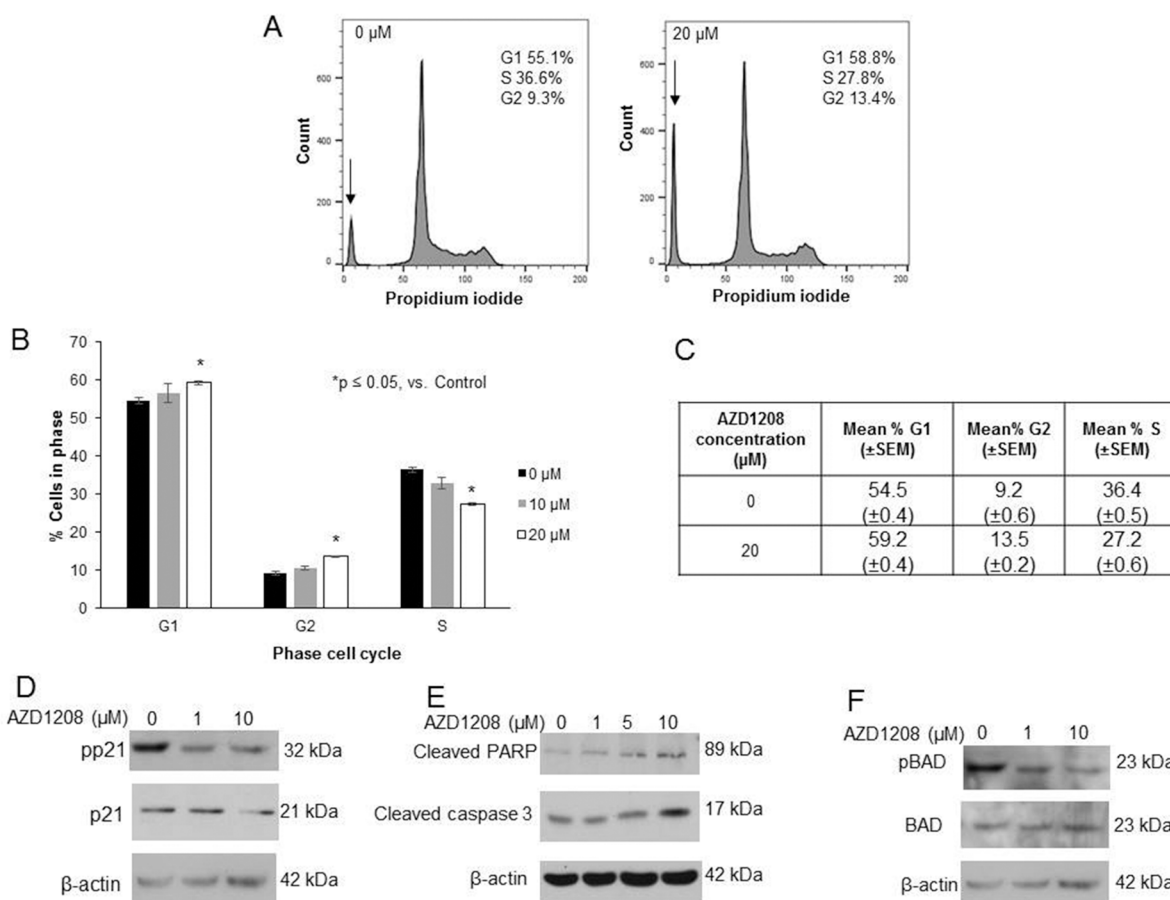 A
0 µM
G1 55.1%
S 36.6%
G2 9.3%
Count
600
400
200
0
0 50 100 150 200
Propidium iodide
20 µM
G1 58.8%
S 27.8%
G2 13.4%
Count
600
400
200
0
0 50 100 150 200
Propidium iodide
B
% Cells in phase
70
60
50
40
30
20
10
0
*
*
*
*p ≤ 0.05, vs. Control
0 µM
10 µM
20 µM
G1 G2 S
Phase cell cycle
C
AZD1208 concentration (µM) Mean % G1 (±SEM) Mean% G2 (±SEM) Mean % S (±SEM)
0 54.5 (±0.4) 9.2 (±0.6) 36.4 (±0.5)
20 59.2 (±0.4) 13.5 (±0.2) 27.2 (±0.6)
D
AZD1208 (µM) 0 1 10
pp21 32 kDa
p21 21 kDa
β-actin 42 kDa
E
AZD1208 (µM) 0 1 5 10
Cleaved PARP 89 kDa
Cleaved caspase 3 17 kDa
β-actin 42 kDa
F
AZD1208 (µM) 0 1 10
pBAD 23 kDa
BAD 23 kDa
β-actin 42 kDa